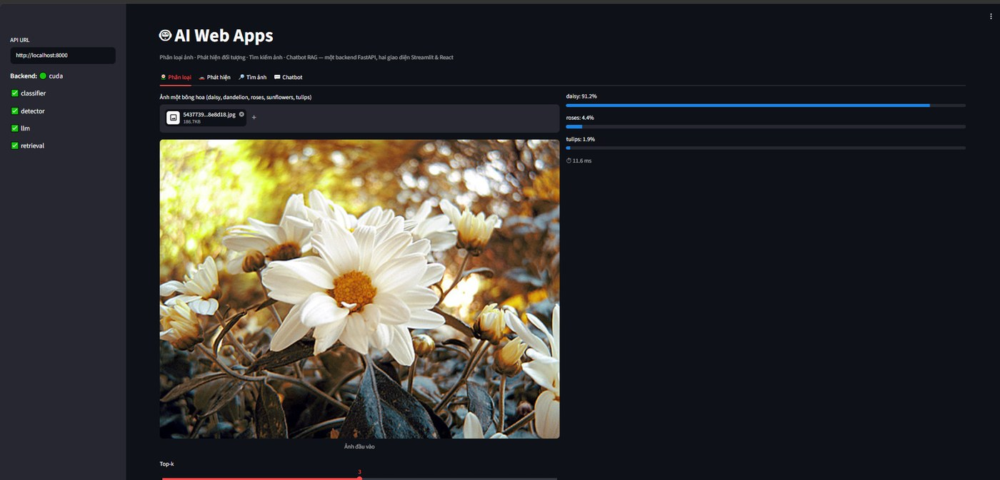 API URL
http://localhost:8000
Backend: cuda
classifier
detector
llm
retrieval
AI Web Apps
Phân loại ảnh · Phát hiện đối tượng · Tìm kiếm ảnh · Chatbot RAG — một backend FastAPI, hai giao diện Streamlit & React
Phân loại Phát hiện Tìm ảnh Chatbot
Ảnh một bông hoa (daisy, dandelion, roses, sunflowers, tulips)
5437739...8e8d18.jpg
186.7KB
Ảnh đầu vào
Top-k
3
daisy: 91.2%
roses: 4.4%
tulips: 1.9%
11.6 ms